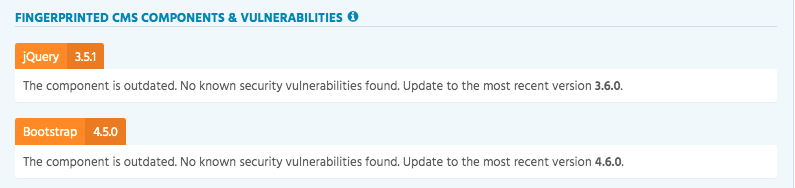 FINGERPRINTED CMS COMPONENTS & VULNERABILITIES
jQuery 3.5.1
The component is outdated. No known security vulnerabilities found. Update to the most recent version 3.6.0.
Bootstrap 4.5.0
The component is outdated. No known security vulnerabilities found. Update to the most recent version 4.6.0.